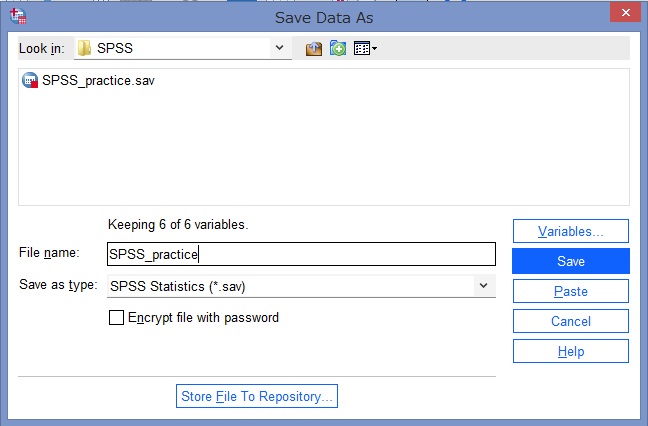 Save Data As
Look in: SPSS
SPSS_practice.sav
Keeping 6 of 6 variables.
Variables...
File name: SPSS_practice
Save
Save as type: SPSS Statistics (*.sav)
Paste
Encrypt file with password
Cancel
Help
Store File To Repository...